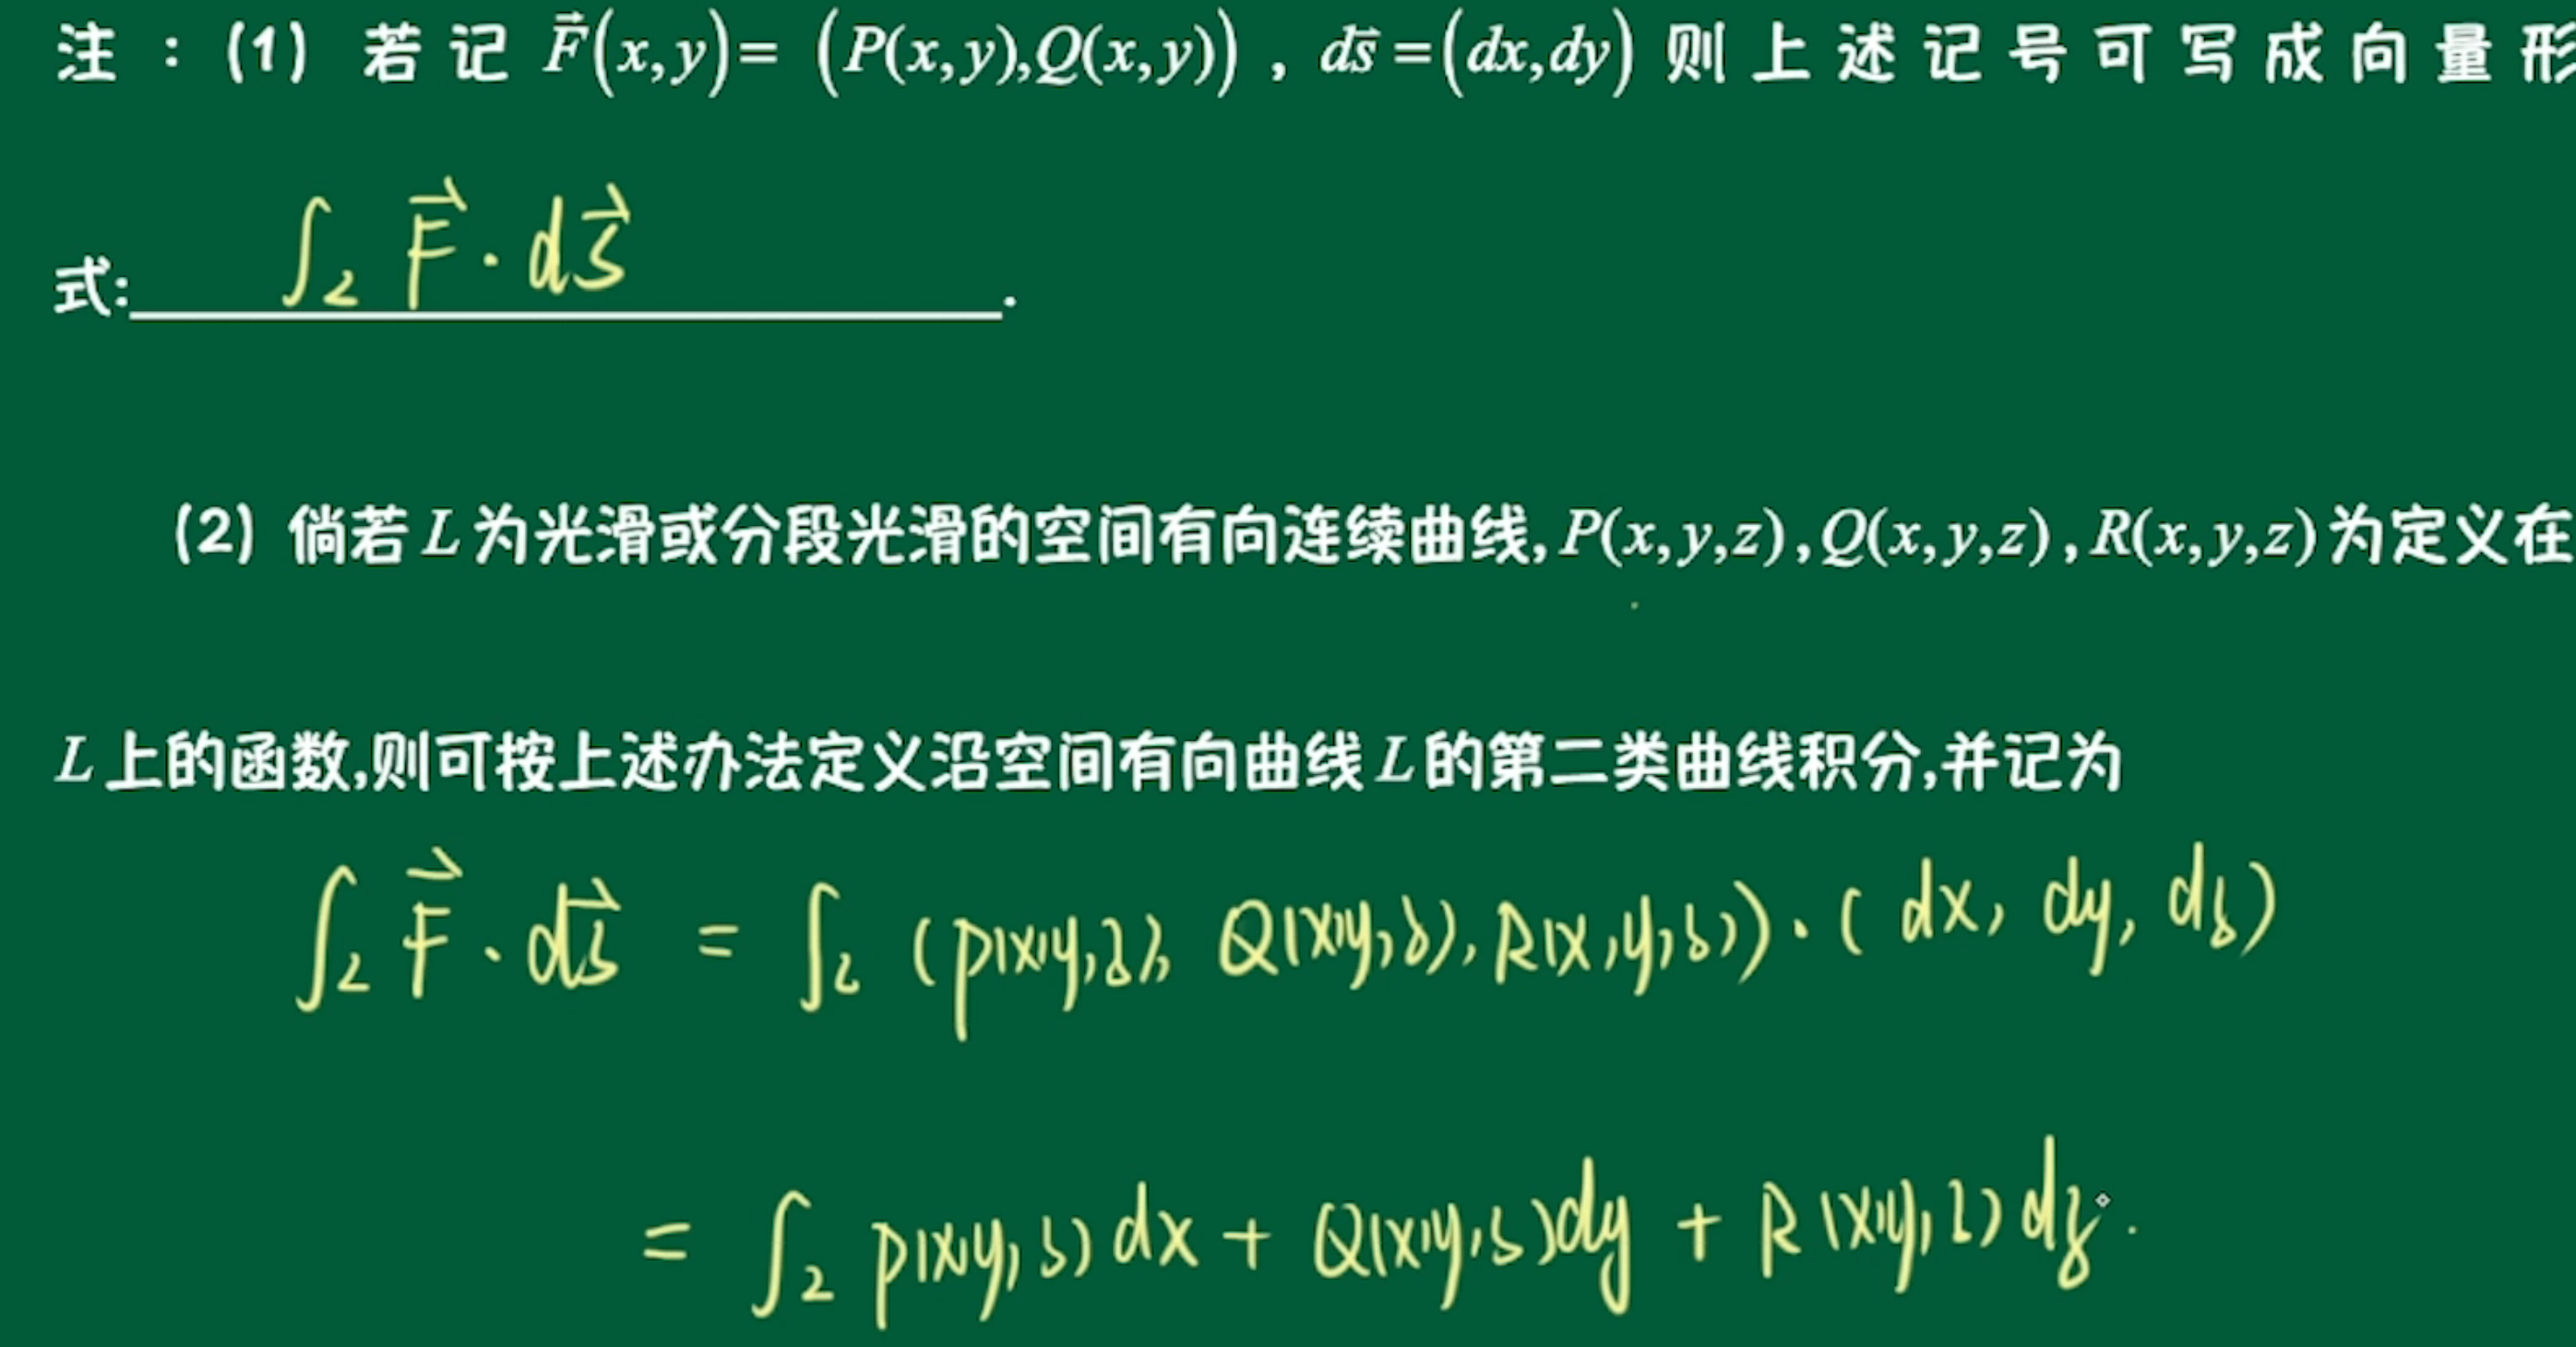 注：(1) 若记 $\vec{F}(x,y)=(P(x,y),Q(x,y))$，$d\vec{s}=(dx,dy)$ 则上述记号可写成向量形
式: $\int_L \vec{F}\cdot d\vec{s}$ .
(2) 倘若 L 为光滑或分段光滑的空间有向连续曲线, P(x,y,z), Q(x,y,z), R(x,y,z) 为定义在
L 上的函数,则可按上述办法定义沿空间有向曲线 L 的第二类曲线积分,并记为
$\int_L \vec{F}\cdot d\vec{s} = \int_L (P(x,y,z), Q(x,y,z), R(x,y,z))\cdot(dx, dy, dz)$
$= \int_L P(x,y,z)dx + Q(x,y,z)dy + R(x,y,z)dz.$